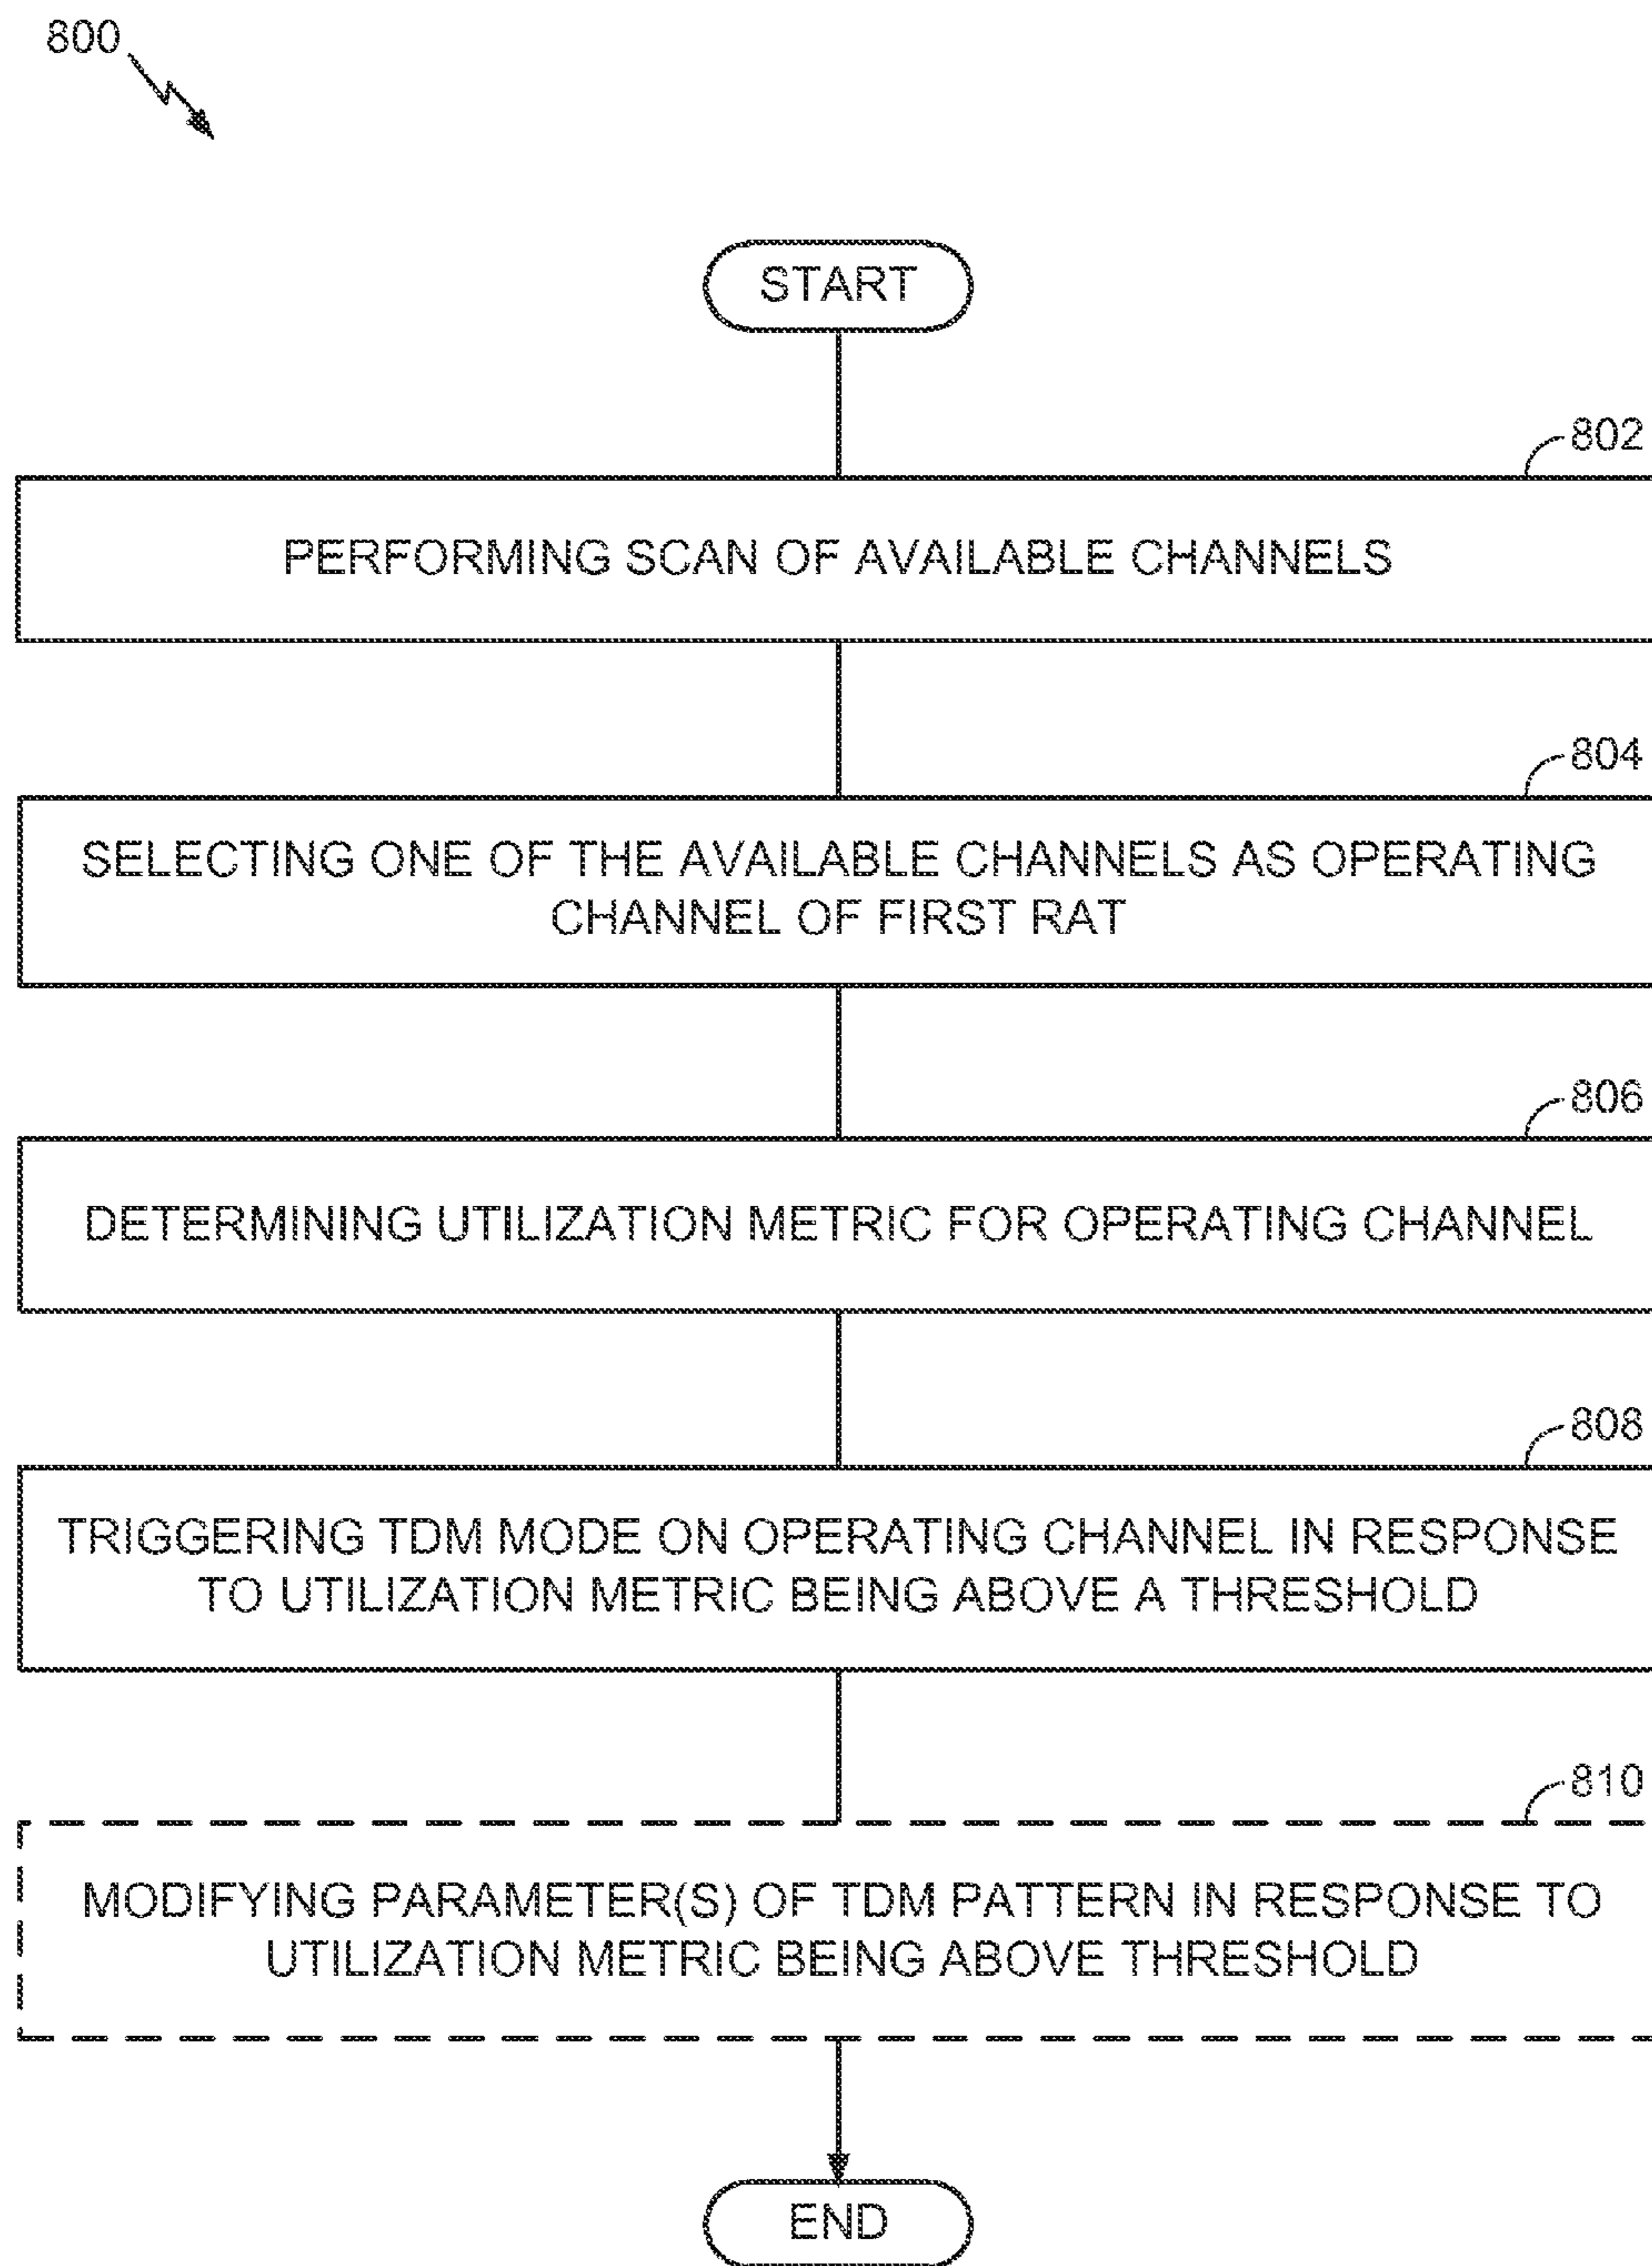 800
START
802
PERFORMING SCAN OF AVAILABLE CHANNELS
804
SELECTING ONE OF THE AVAILABLE CHANNELS AS OPERATING
CHANNEL OF FIRST RAT
806
DETERMINING UTILIZATION METRIC FOR OPERATING CHANNEL
808
TRIGGERING TDM MODE ON OPERATING CHANNEL IN RESPONSE
TO UTILIZATION METRIC BEING ABOVE A THRESHOLD
810
MODIFYING PARAMETER(S) OF TDM PATTERN IN RESPONSE TO
UTILIZATION METRIC BEING ABOVE THRESHOLD
END